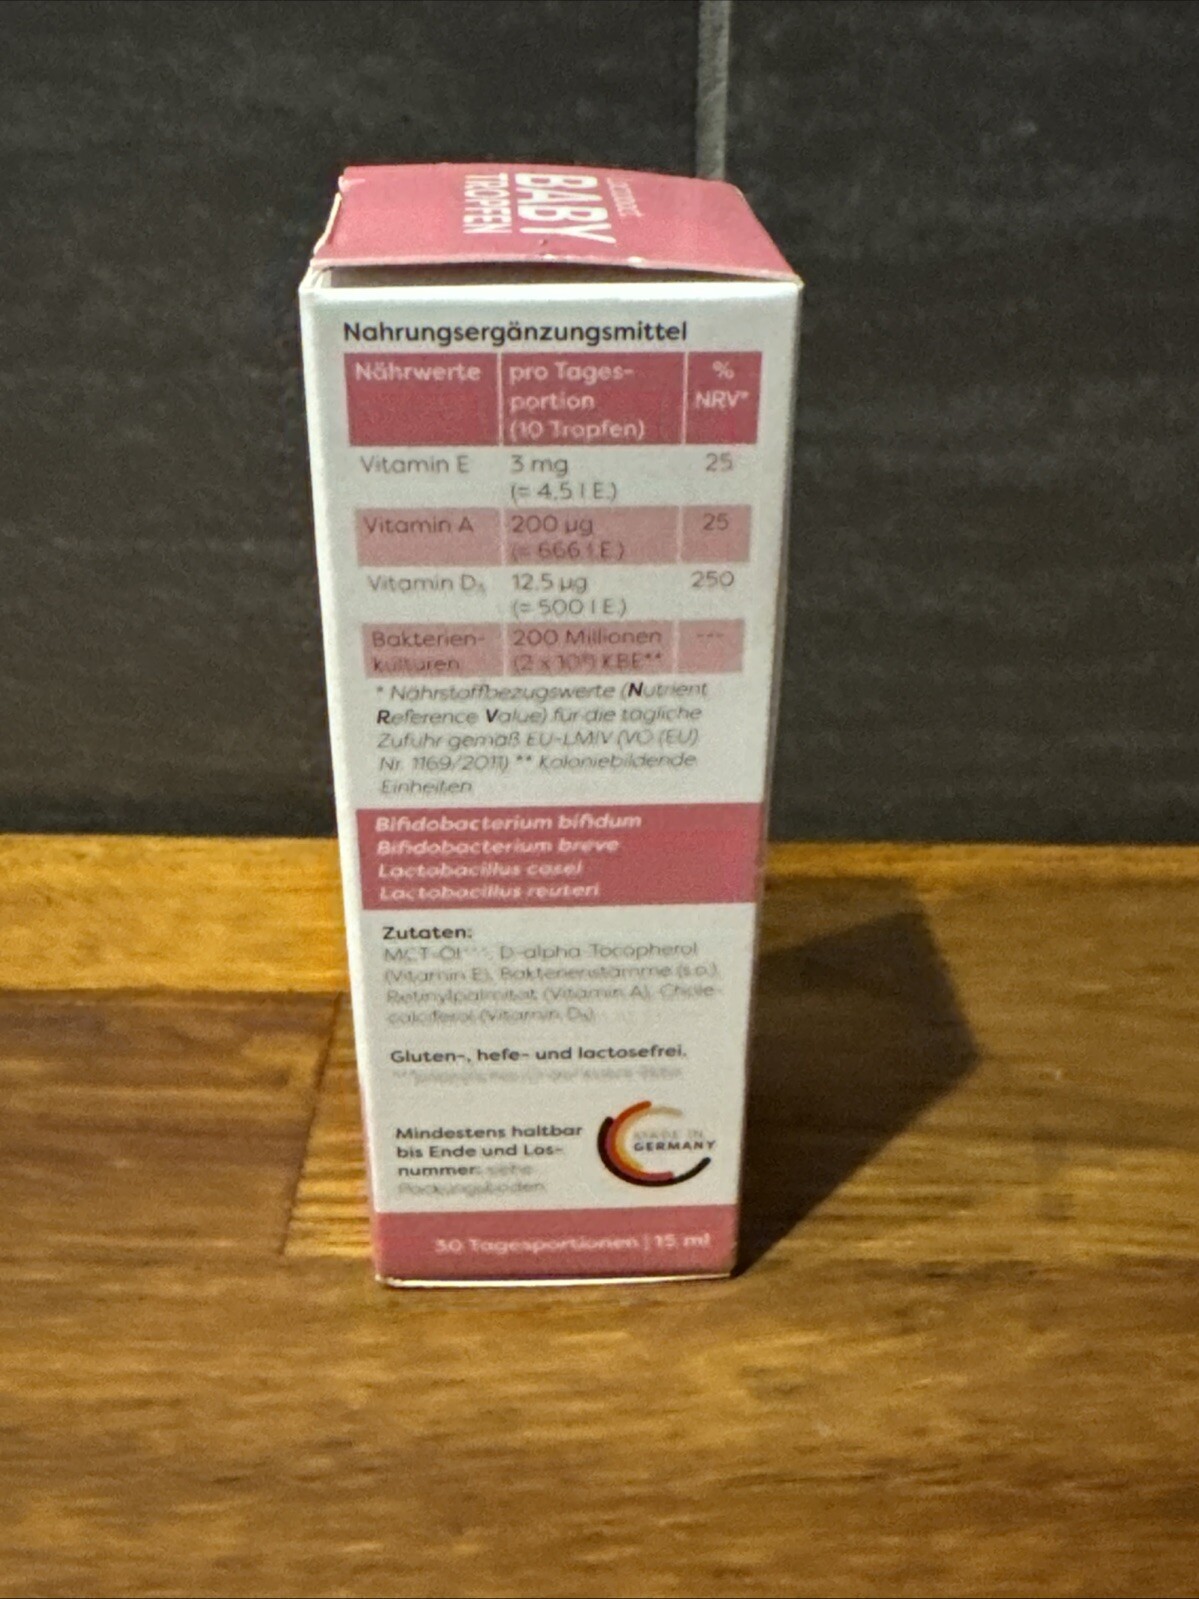 BABY
TROPFEN
Nahrungsergänzungsmittel
Nährwerte pro Tages- %
portion NRV*
(10 Tropfen)
Vitamin E 3 mg 25
(= 4,5 I.E.)
Vitamin A 200 µg 25
(= 666 I.E.)
Vitamin D₃ 12,5 µg 250
(= 500 I.E.)
Bakterien- 200 Millionen ---
kulturen (2 x 10⁸) KBE**
* Nährstoffbezugswerte (Nutrient
Reference Value) für die tägliche
Zufuhr gemäß EU-LMIV (VO (EU)
Nr. 1169/2011) ** Koloniebildende
Einheiten
Bifidobacterium bifidum
Bifidobacterium breve
Lactobacillus casei
Lactobacillus reuteri
Zutaten:
MCT-Öl***, D-alpha-Tocopherol
(Vitamin E), Bakterienstämme (s.o.),
Retinylpalmitat (Vitamin A), Chole-
calciferol (Vitamin D₃)
Gluten-, hefe- und lactosefrei.
Mindestens haltbar
bis Ende und Los-
nummer: siehe
Packungsboden
MADE IN
GERMANY
30 Tagesportionen | 15 ml